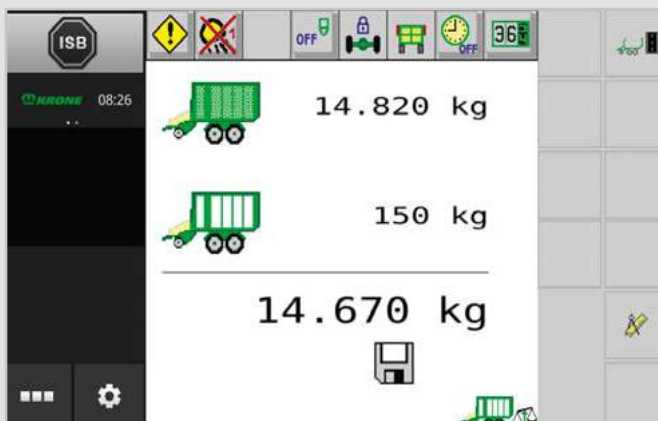 ISB
OFF
OFF
36
KRONE 08:26
14.820 kg
150 kg
14.670 kg